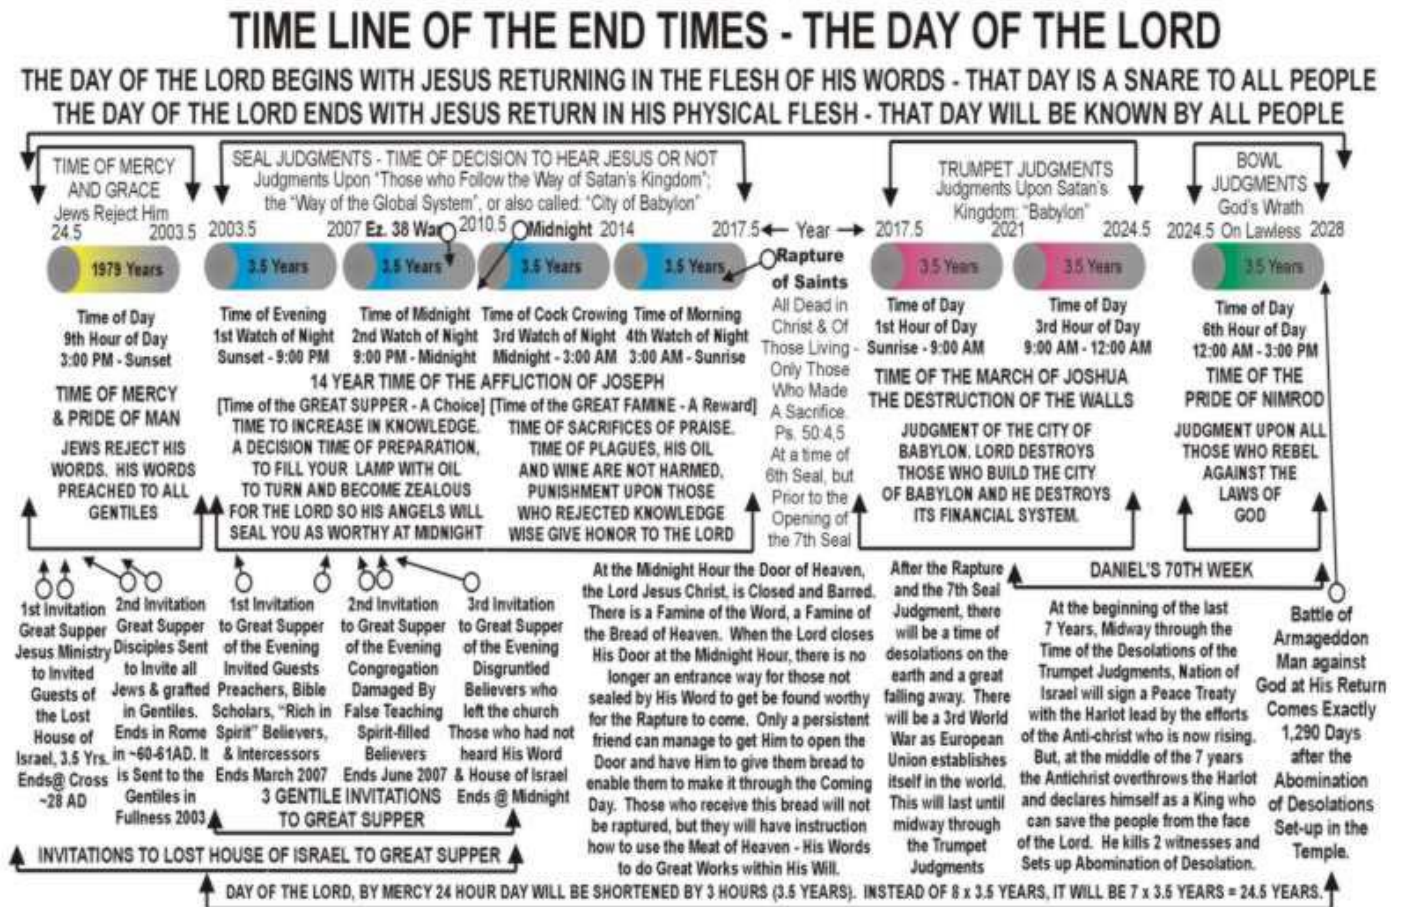 TIME LINE OF THE END TIMES - THE DAY OF THE LORD
THE DAY OF THE LORD BEGINS WITH JESUS RETURNING IN THE FLESH OF HIS WORDS - THAT DAY IS A SNARE TO ALL PEOPLE
THE DAY OF THE LORD ENDS WITH JESUS RETURN IN HIS PHYSICAL FLESH - THAT DAY WILL BE KNOWN BY ALL PEOPLE
TIME OF MERCY
AND GRACE
Jews Reject Him
24.5 2003.5
1979 Years
Time of Day
9th Hour of Day
3:00 PM - Sunset
TIME OF MERCY
& PRIDE OF MAN
JEWS REJECT HIS
WORDS. HIS WORDS
PREACHED TO ALL
GENTILES
SEAL JUDGMENTS - TIME OF DECISION TO HEAR JESUS OR NOT
Judgments Upon "Those who Follow the Way of Satan's Kingdom";
the "Way of the Global System", or also called: "City of Babylon"
2003.5 2007 Ez. 38 War 2010.5 Midnight 2014 2017.5
3.5 Years 3.5 Years 3.5 Years 3.5 Years
Time of Evening Time of Midnight Time of Cock Crowing Time of Morning
1st Watch of Night 2nd Watch of Night 3rd Watch of Night 4th Watch of Night
Sunset - 9:00 PM 9:00 PM - Midnight Midnight - 3:00 AM 3:00 AM - Sunrise
14 YEAR TIME OF THE AFFLICTION OF JOSEPH
[Time of the GREAT SUPPER - A Choice] [Time of the GREAT FAMINE - A Reward]
TIME TO INCREASE IN KNOWLEDGE.
A DECISION TIME OF PREPARATION,
TO FILL YOUR LAMP WITH OIL
TO TURN AND BECOME ZEALOUS
FOR THE LORD SO HIS ANGELS WILL
SEAL YOU AS WORTHY AT MIDNIGHT
TIME OF SACRIFICES OF PRAISE.
TIME OF PLAGUES, HIS OIL
AND WINE ARE NOT HARMED,
PUNISHMENT UPON THOSE
WHO REJECTED KNOWLEDGE
WISE GIVE HONOR TO THE LORD
Year
Rapture
of Saints
All Dead in
Christ & Of
Those Living -
Only Those
Who Made
A Sacrifice.
Ps. 50:4,5
At a time of
6th Seal, but
Prior to the
Opening of
the 7th Seal
TRUMPET JUDGMENTS
Judgments Upon Satan's
Kingdom: "Babylon"
2017.5 2021 2024.5
3.5 Years 3.5 Years
Time of Day Time of Day
1st Hour of Day 3rd Hour of Day
Sunrise - 9:00 AM 9:00 AM - 12:00 AM
TIME OF THE MARCH OF JOSHUA
THE DESTRUCTION OF THE WALLS
JUDGMENT OF THE CITY OF
BABYLON. LORD DESTROYS
THOSE WHO BUILD THE CITY
OF BABYLON AND HE DESTROYS
ITS FINANCIAL SYSTEM.
BOWL
JUDGMENTS
God's Wrath
2024.5 On Lawless 2028
3.5 Years
Time of Day
6th Hour of Day
12:00 AM - 3:00 PM
TIME OF THE
PRIDE OF NIMROD
JUDGMENT UPON ALL
THOSE WHO REBEL
AGAINST THE
LAWS OF
GOD
1st Invitation
Great Supper
Jesus Ministry
to Invited
Guests of
the Lost
House of
Israel, 3.5 Yrs.
Ends@ Cross
~28 AD
2nd Invitation
Great Supper
Disciples Sent
to Invite all
Jews & grafted
in Gentiles.
Ends in Rome
in ~60-61AD. It
is Sent to the
Gentiles in
Fullness 2003
1st Invitation
to Great Supper
of the Evening
Invited Guests
Preachers, Bible
Scholars, "Rich in
Spirit" Believers,
& Intercessors
Ends March 2007
2nd Invitation
to Great Supper
of the Evening
Congregation
Damaged By
False Teaching
Spirit-filled
Believers
Ends June 2007
3rd Invitation
to Great Supper
of the Evening
Disgruntled
Believers who
left the church
Those who had not
heard His Word
& House of Israel
Ends @ Midnight
3 GENTILE INVITATIONS
TO GREAT SUPPER
INVITATIONS TO LOST HOUSE OF ISRAEL TO GREAT SUPPER
At the Midnight Hour the Door of Heaven,
the Lord Jesus Christ, is Closed and Barred.
There is a Famine of the Word, a Famine of
the Bread of Heaven. When the Lord closes
His Door at the Midnight Hour, there is no
longer an entrance way for those not
sealed by His Word to get be found worthy
for the Rapture to come. Only a persistent
friend can manage to get Him to open the
Door and have Him to give them bread to
enable them to make it through the Coming
Day. Those who receive this bread will not
be raptured, but they will have instruction
how to use the Meat of Heaven - His Words
to do Great Works within His Will.
After the Rapture
and the 7th Seal
Judgment, there
will be a time of
desolations on the
earth and a great
falling away. There
will be a 3rd World
War as European
Union establishes
itself in the world.
This will last until
midway through
the Trumpet
Judgments
DANIEL'S 70TH WEEK
At the beginning of the last
7 Years, Midway through the
Time of the Desolations of the
Trumpet Judgments, Nation of
Israel will sign a Peace Treaty
with the Harlot lead by the efforts
of the Anti-christ who is now rising.
But, at the middle of the 7 years
the Antichrist overthrows the Harlot
and declares himself as a King who
can save the people from the face
of the Lord. He kills 2 witnesses and
Sets up Abomination of Desolation.
Battle of
Armageddon
Man against
God at His Return
Comes Exactly
1,290 Days
after the
Abomination
of Desolations
Set-up in the
Temple.
DAY OF THE LORD, BY MERCY 24 HOUR DAY WILL BE SHORTENED BY 3 HOURS (3.5 YEARS). INSTEAD OF 8 x 3.5 YEARS, IT WILL BE 7 x 3.5 YEARS = 24.5 YEARS.